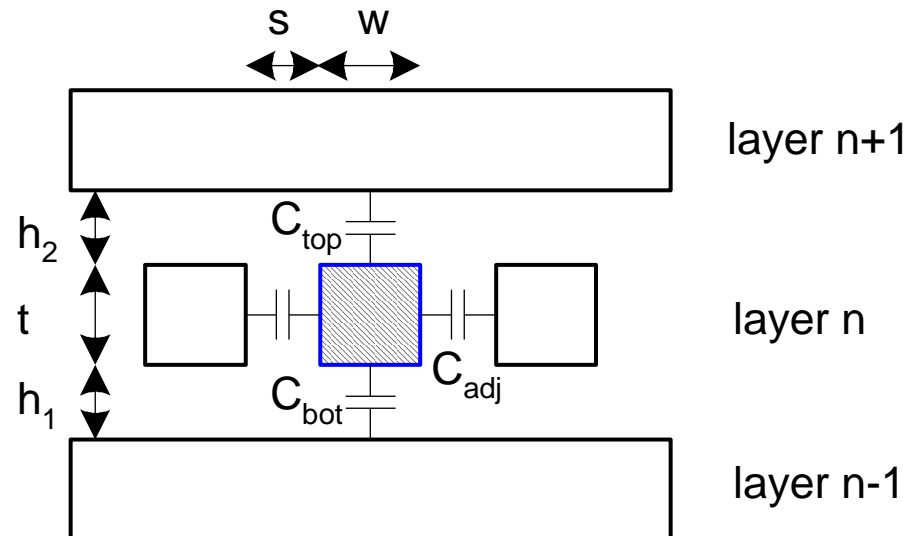 s w
layer n+1
h2
Ctop
t
layer n
Cadj
h1
Cbot
layer n-1